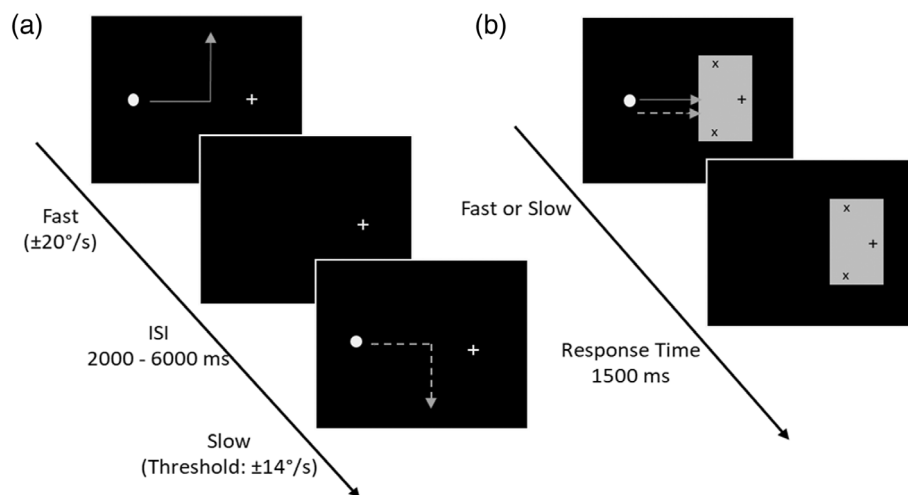 (a)
+
+
+
Fast
(±20°/s)
ISI
2000 - 6000 ms
Slow
(Threshold: ±14°/s)
(b)
x
+
x
x
+
x
Fast or Slow
Response Time
1500 ms